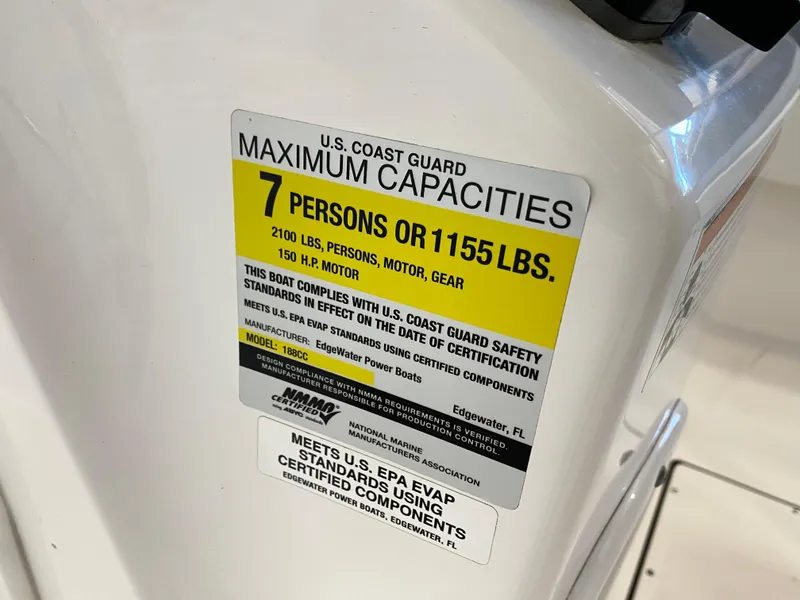 U.S. COAST GUARD
MAXIMUM CAPACITIES
7 PERSONS OR 1155 LBS.
2100 LBS, PERSONS, MOTOR, GEAR
150 H.P. MOTOR
THIS BOAT COMPLIES WITH U.S. COAST GUARD SAFETY
STANDARDS IN EFFECT ON THE DATE OF CERTIFICATION
MEETS U.S. EPA EVAP STANDARDS USING CERTIFIED COMPONENTS
MANUFACTURER: EdgeWater Power Boats
Edgewater, FL
MODEL: 188CC
DESIGN COMPLIANCE WITH NMMA REQUIREMENTS IS VERIFIED.
MANUFACTURER RESPONSIBLE FOR PRODUCTION CONTROL.
NMMA
CERTIFIED
NATIONAL MARINE
MANUFACTURERS ASSOCIATION
MEETS U.S. EPA EVAP
STANDARDS USING
CERTIFIED COMPONENTS
EDGEWATER POWER BOATS, EDGEWATER, FL